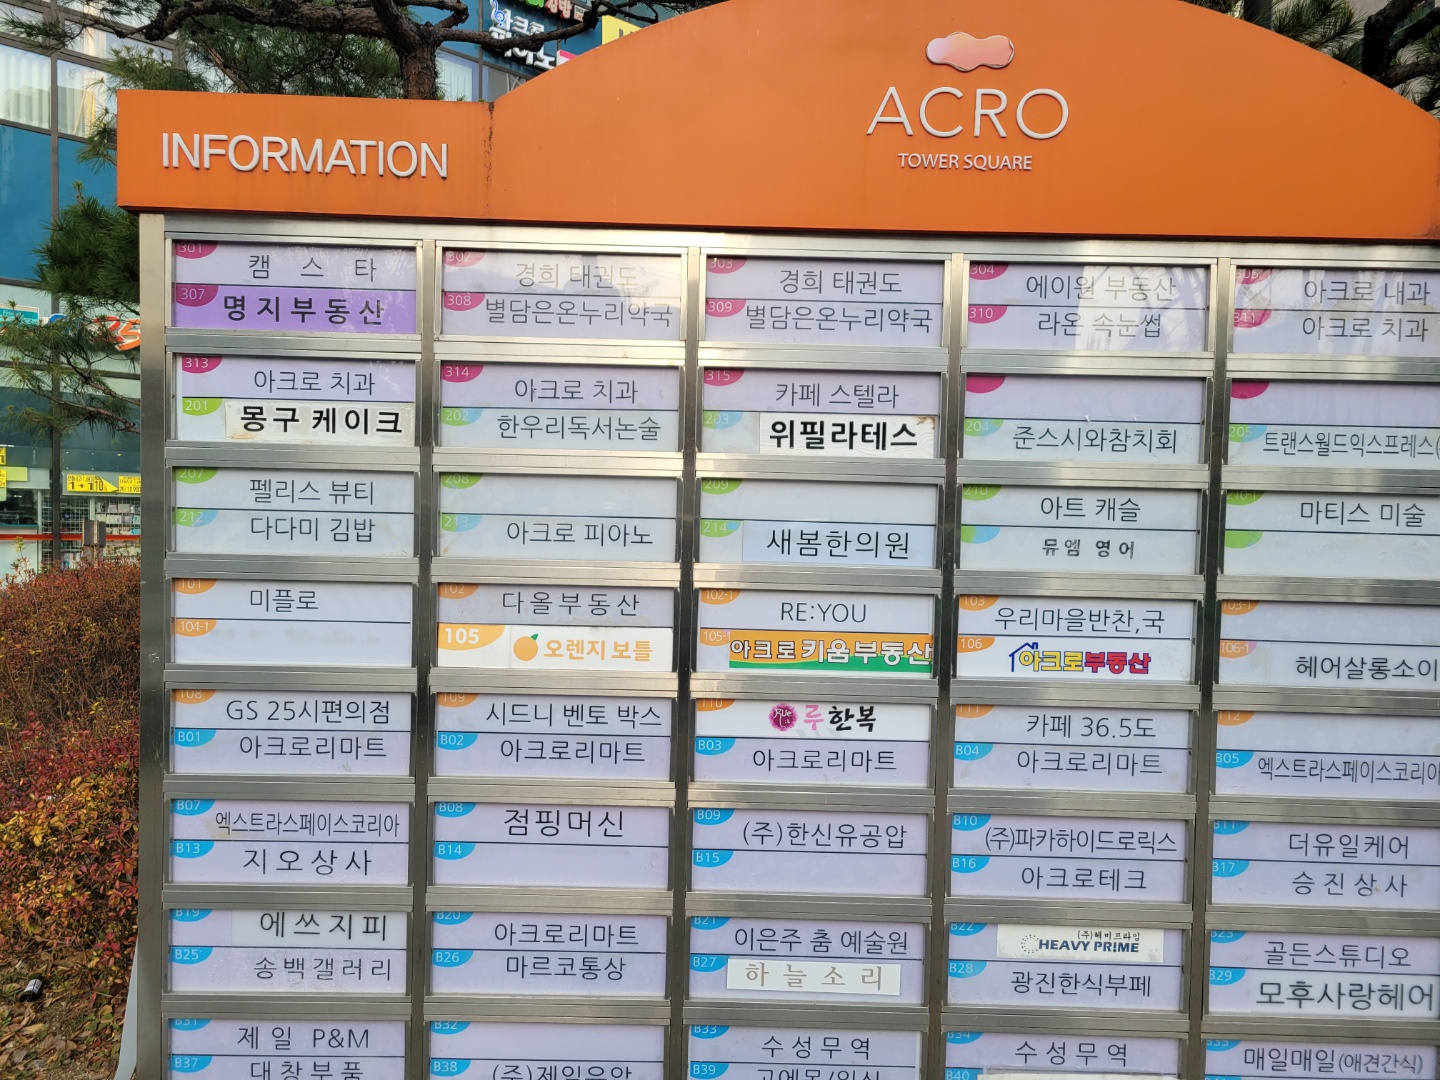 INFORMATION
ACRO
TOWER SQUARE
301 캠 스 타
302 경희 태권도
303 경희 태권도
304 에이원 부동산
아크로 내과
307 명지부동산
308 별담은온누리약국
309 별담은온누리약국
310 라온 속눈썹
311 아크로 치과
313 아크로 치과
314 아크로 치과
315 카페 스텔라
201 몽구 케이크
202 한우리독서논술
203 위필라테스
204 준스시와참치회
205 트랜스월드익스프레스(
207 펠리스 뷰티
208
209
210 아트 캐슬
210-1 마티스 미술
212 다다미 김밥
213 아크로 피아노
214 새봄한의원
뮤엠 영어
101 미플로
102 다올부동산
102-1 RE:YOU
103 우리마을반찬,국
103-1
104-1
105 오렌지 보틀
105-1 아크로키움부동산
106 아크로부동산
106-1 헤어살롱소이
108 GS 25시편의점
109 시드니 벤토 박스
110 루한복
111 카페 36.5도
112
B01 아크로리마트
B02 아크로리마트
B03 아크로리마트
B04 아크로리마트
B05 엑스트라스페이스코리아
B07 엑스트라스페이스코리아
B08 점핑머신
B09 (주)한신유공압
B10 (주)파카하이드로릭스
B11 더유일케어
B13 지오상사
B14
B15
B16 아크로테크
B17 승진상사
B19 에쓰지피
B20 아크로리마트
B21 이은주 춤 예술원
B22 (주)헤비프라임 HEAVY PRIME
B23 골든스튜디오
B25 송백갤러리
B26 마르코통상
B27 하늘소리
B28 광진한식부페
B29 모후사랑헤어
B31 제일 P&M
B32
B33 수성무역
B34 수성무역
B35 매일매일(애견간식)
B37 대창부품
B38 (주)제일유압
B39
B40